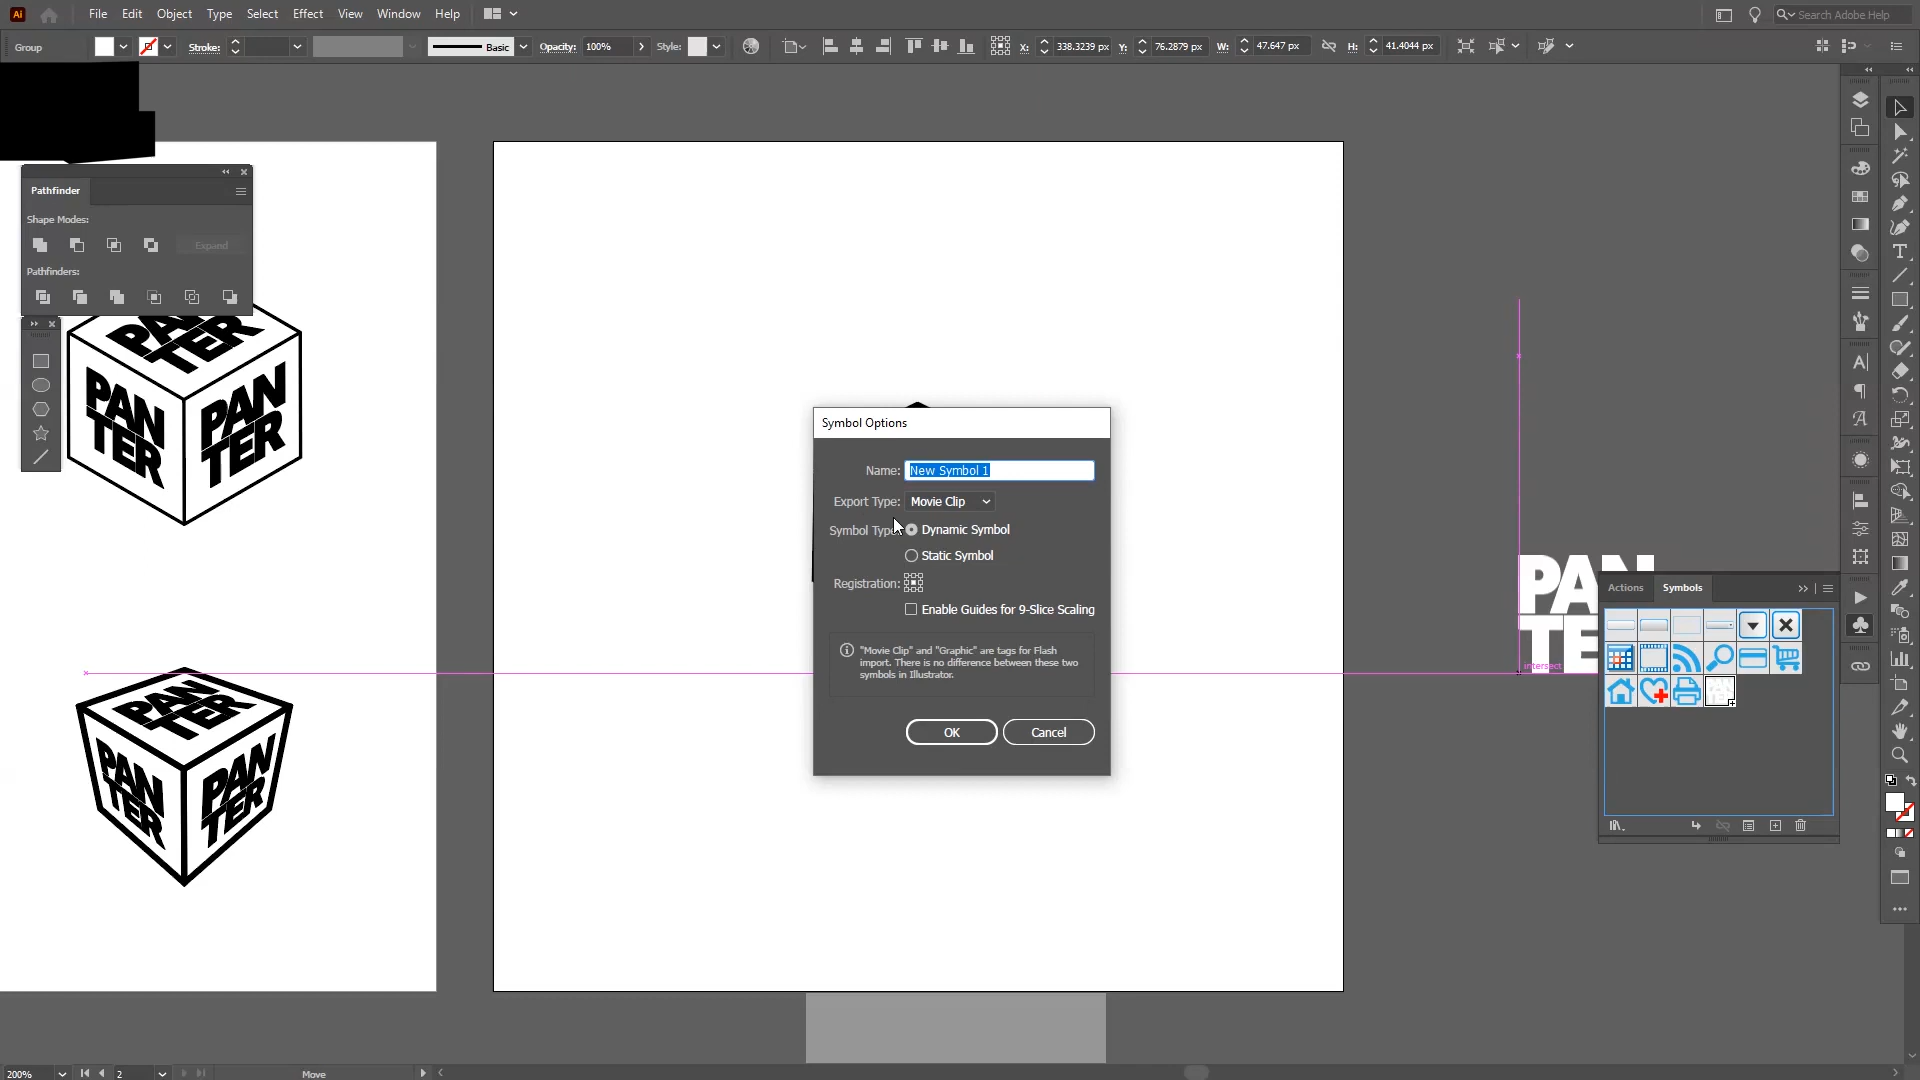 Ai File Edit Object Type Select Effect View Window Help Search Adobe Help
Group Stroke: Basic Opacity: 100% Style: X: 338.3239 px Y: 76.2879 px W: 47.647 px H: 41.4044 px
Pathfinder
Shape Modes:
Expand
Pathfinders:
PAN
TER
PAN
TER
PAN
TER
PAN
TER
PAN
TER
PAN
TER
Symbol Options
Name: New Symbol 1
Export Type: Movie Clip
Symbol Type: Dynamic Symbol
Static Symbol
Registration:
Enable Guides for 9-Slice Scaling
"Movie Clip" and "Graphic" are tags for Flash
import. There is no difference between these two
symbols in Illustrator.
OK Cancel
PAN
TE
intersect
Actions Symbols
200% 2 Move